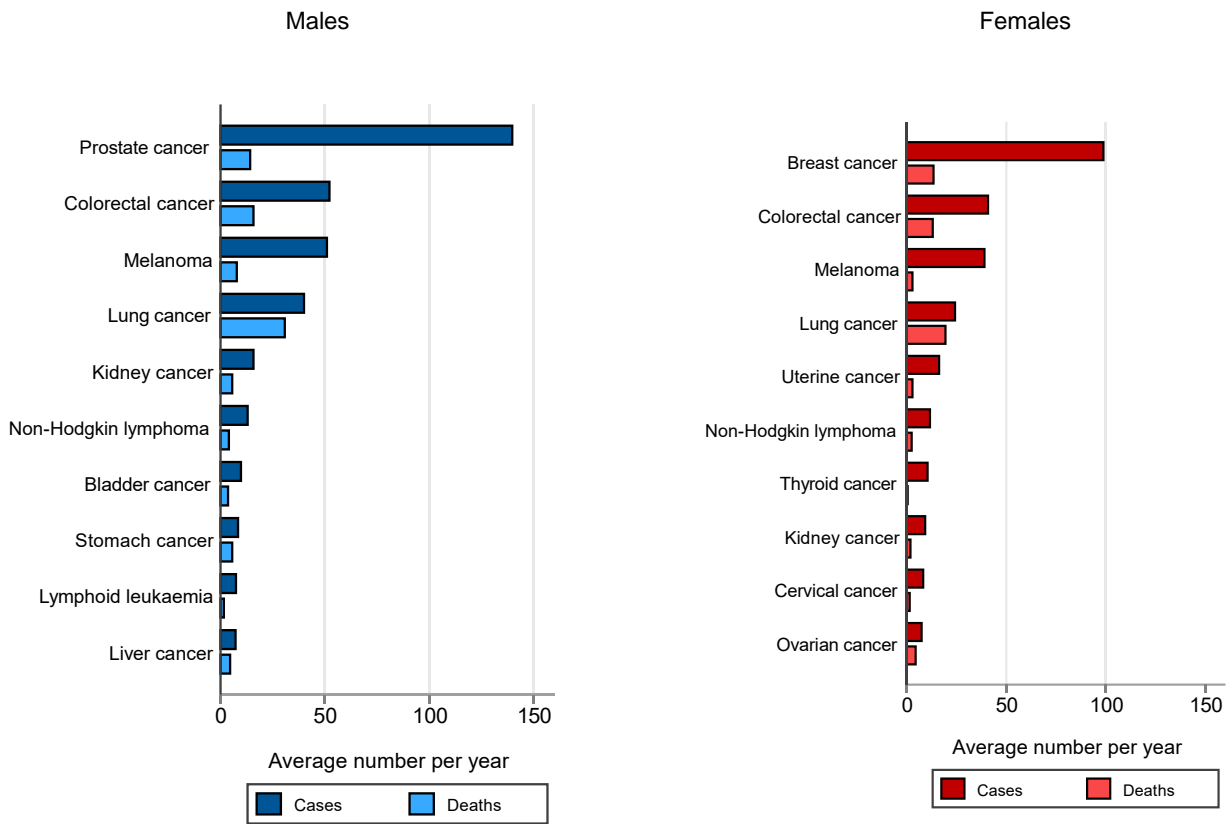 Males
Prostate cancer
Colorectal cancer
Melanoma
Lung cancer
Kidney cancer
Non-Hodgkin lymphoma
Bladder cancer
Stomach cancer
Lymphoid leukaemia
Liver cancer
0 50 100 150
Average number per year
Cases Deaths
Females
Breast cancer
Colorectal cancer
Melanoma
Lung cancer
Uterine cancer
Non-Hodgkin lymphoma
Thyroid cancer
Kidney cancer
Cervical cancer
Ovarian cancer
0 50 100 150
Average number per year
Cases Deaths